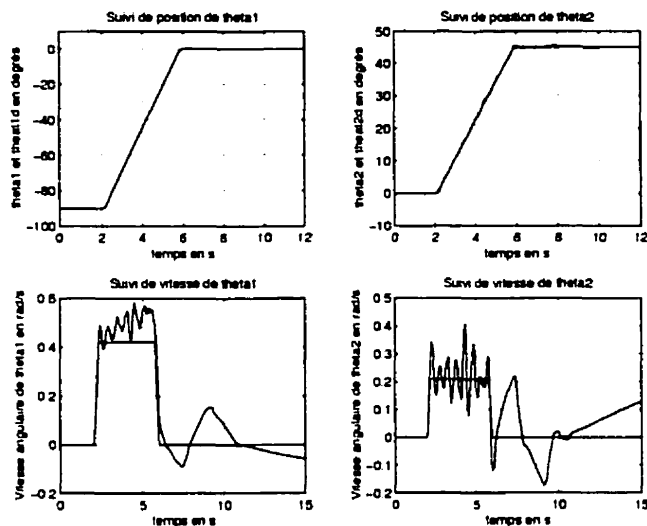 Suivi de position de theta1
theta1 et theat1d en degrés
0
-20
-40
-60
-80
-100
0 2 4 6 8 10 12
temps en s
Suivi de position de theta2
theta2 et theat2d en degrés
50
40
30
20
10
0
-10
0 2 4 6 8 10 12
temps en s
Suivi de vitesse de theta1
Vitesse angulaire de theta1 en rad/s
0.6
0.4
0.2
0
-0.2
0 5 10 15
temps en s
Suivi de vitesse de theta2
Vitesse angulaire de theta2 en rad/s
0.5
0.4
0.3
0.2
0.1
0
-0.1
-0.2
0 5 10 15
temps en s